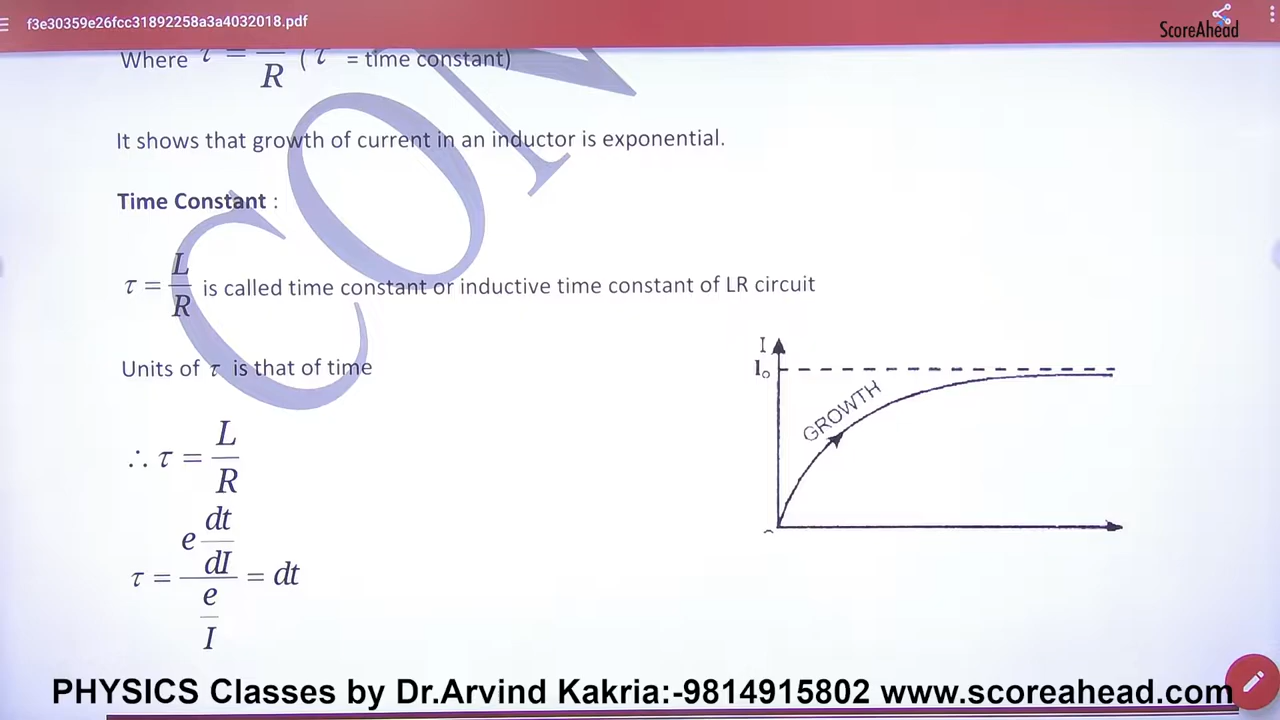 f3e30359e26fcc31892258a3a4032018.pdf
ScoreAhead
Where τ = /R ( τ = time constant)
It shows that growth of current in an inductor is exponential.
Time Constant :
τ = L/R is called time constant or inductive time constant of LR circuit
Units of τ is that of time
I
I₀
GROWTH
∴ τ = L/R
τ = (e dt/dI)/(e/I) = dt
CON
PHYSICS Classes by Dr.Arvind Kakria:-9814915802 www.scoreahead.com